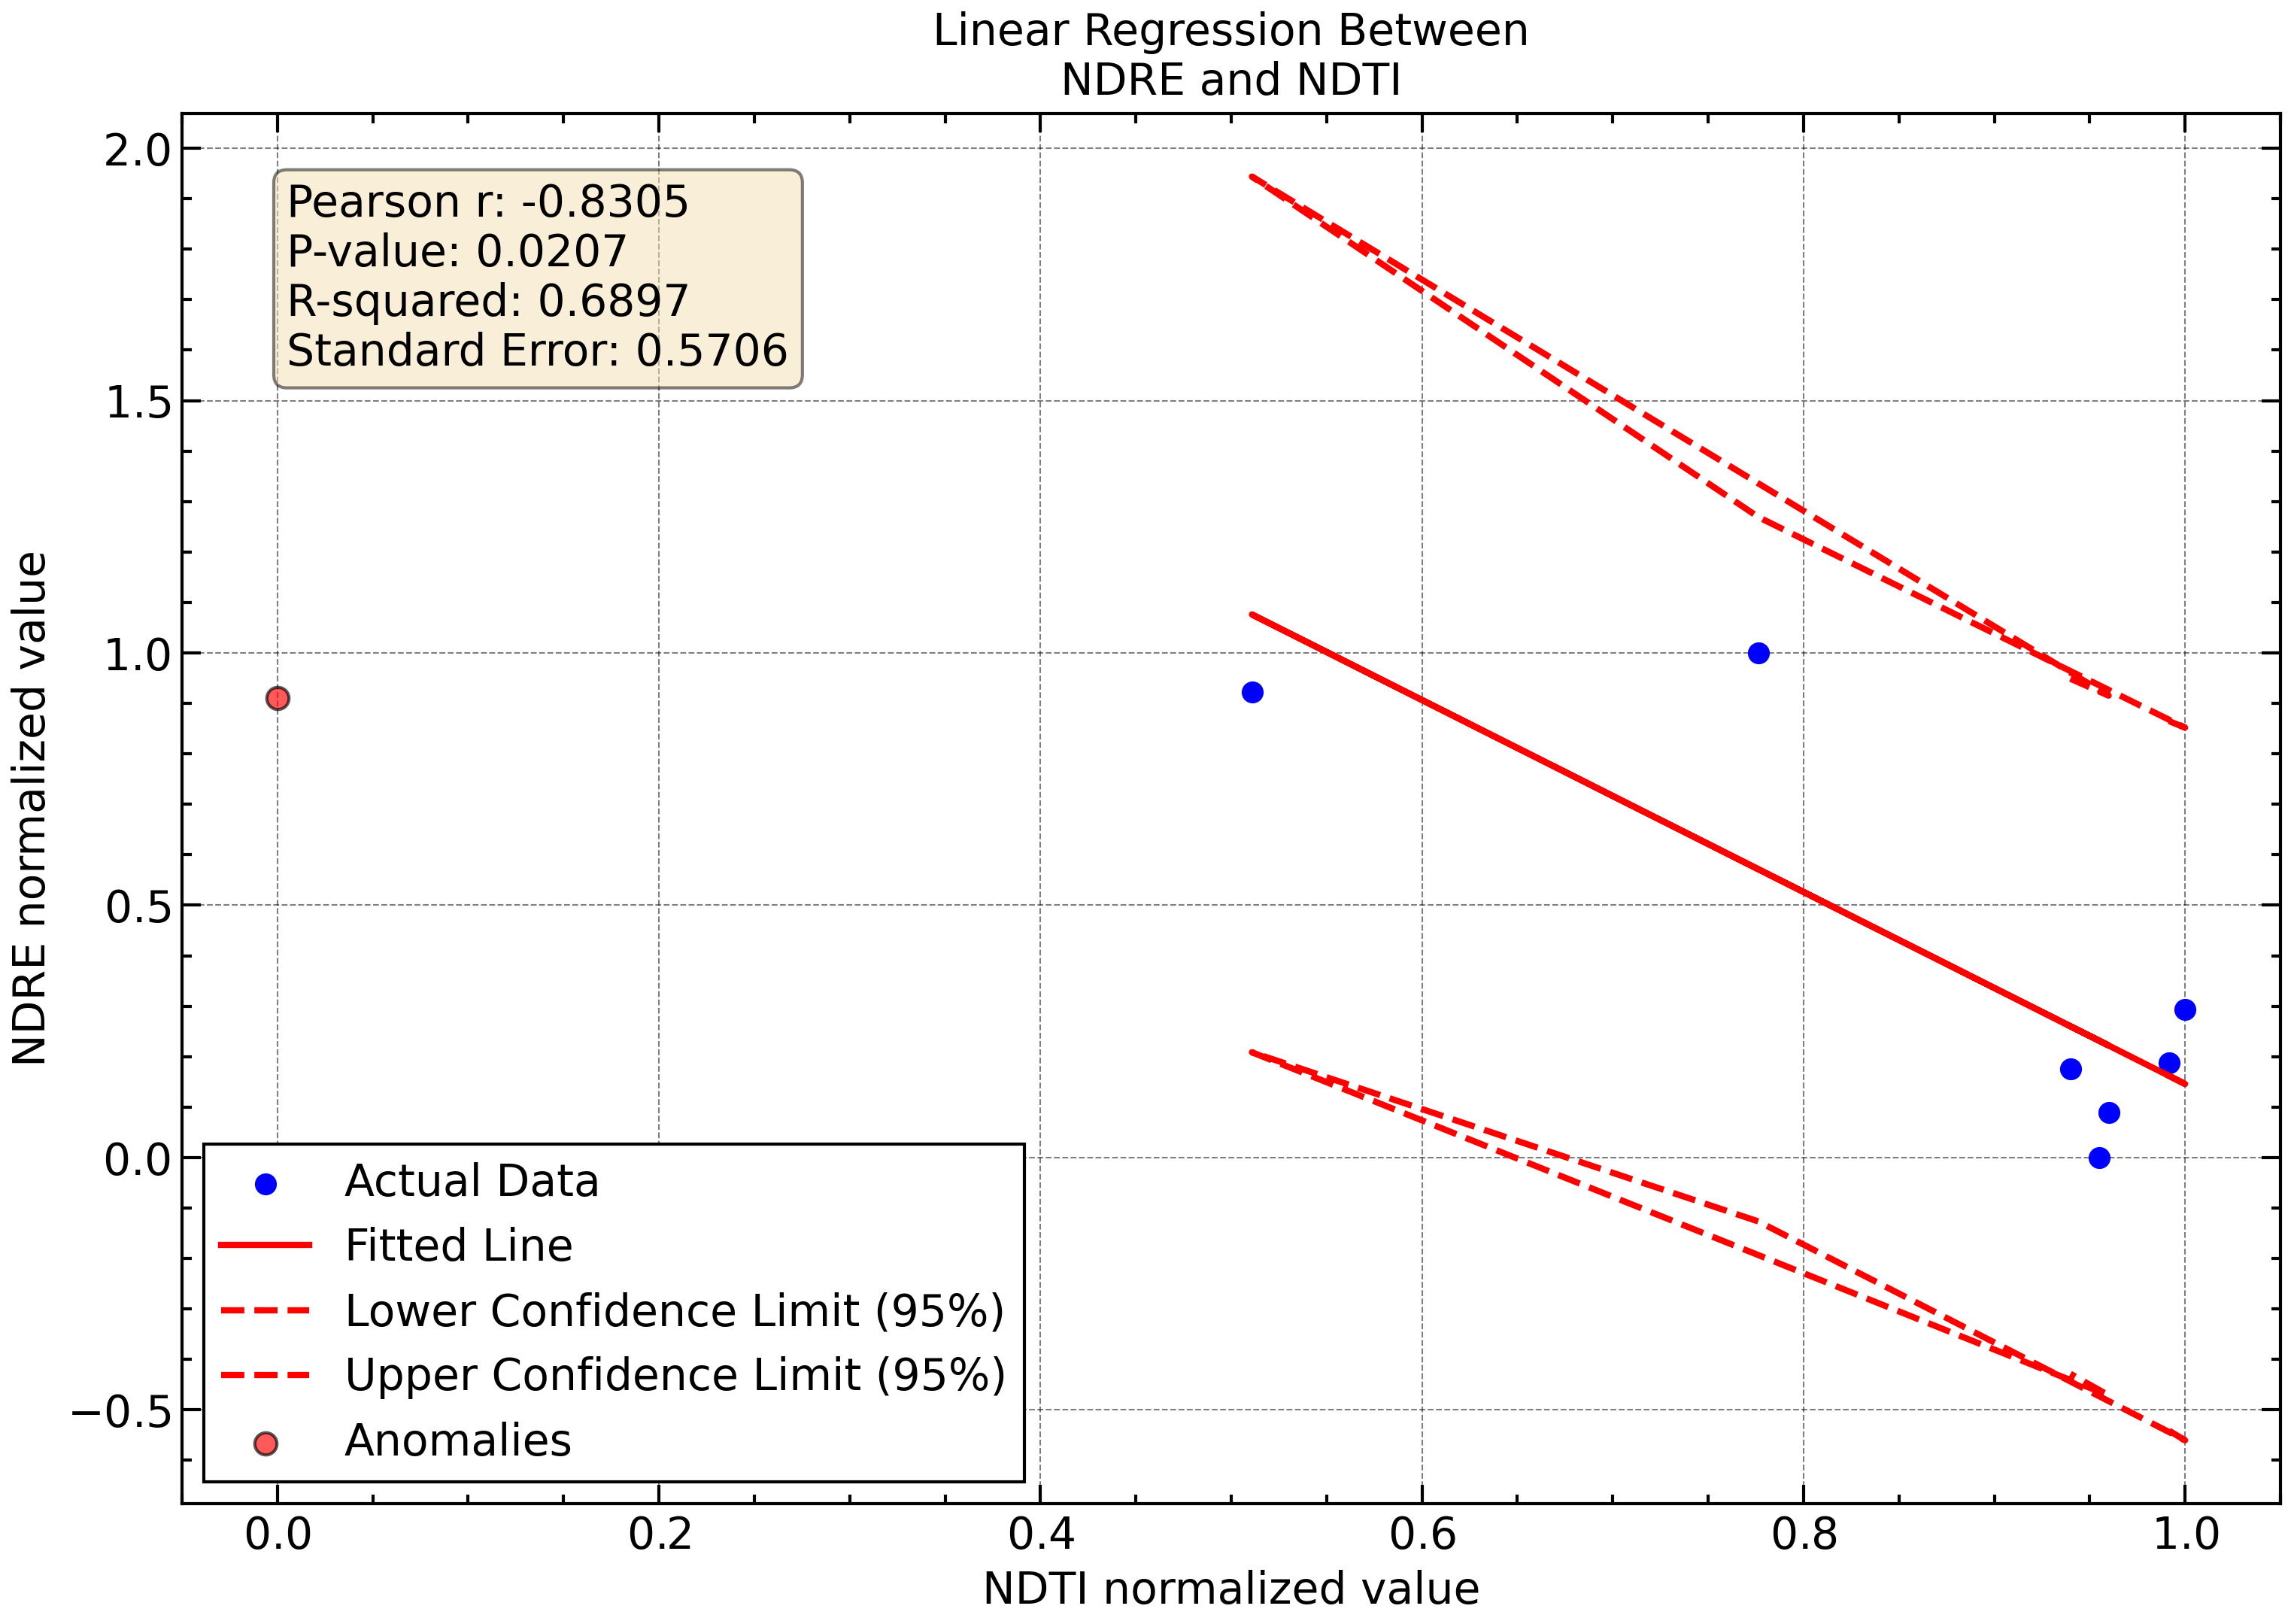 Linear Regression Between
NDRE and NDTI
Pearson r: -0.8305
P-value: 0.0207
R-squared: 0.6897
Standard Error: 0.5706
2.0
1.5
1.0
0.5
0.0
−0.5
NDRE normalized value
Actual Data
Fitted Line
Lower Confidence Limit (95%)
Upper Confidence Limit (95%)
Anomalies
0.0 0.2 0.4 0.6 0.8 1.0
NDTI normalized value